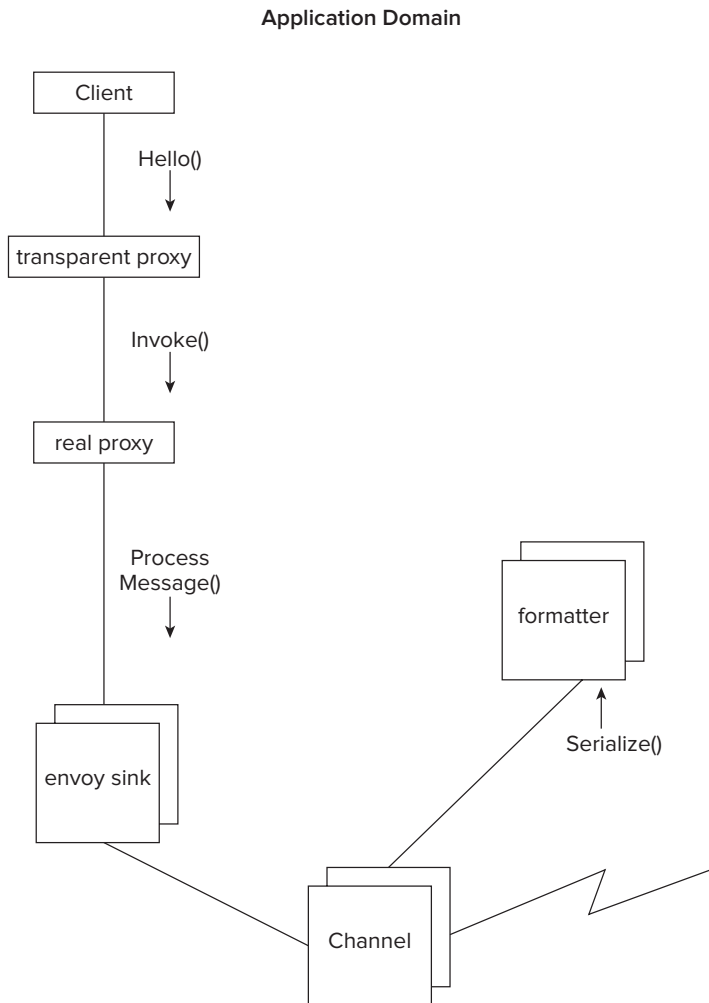 Application Domain
Client
Hello()
transparent proxy
Invoke()
real proxy
Process
Message()
formatter
Serialize()
envoy sink
Channel